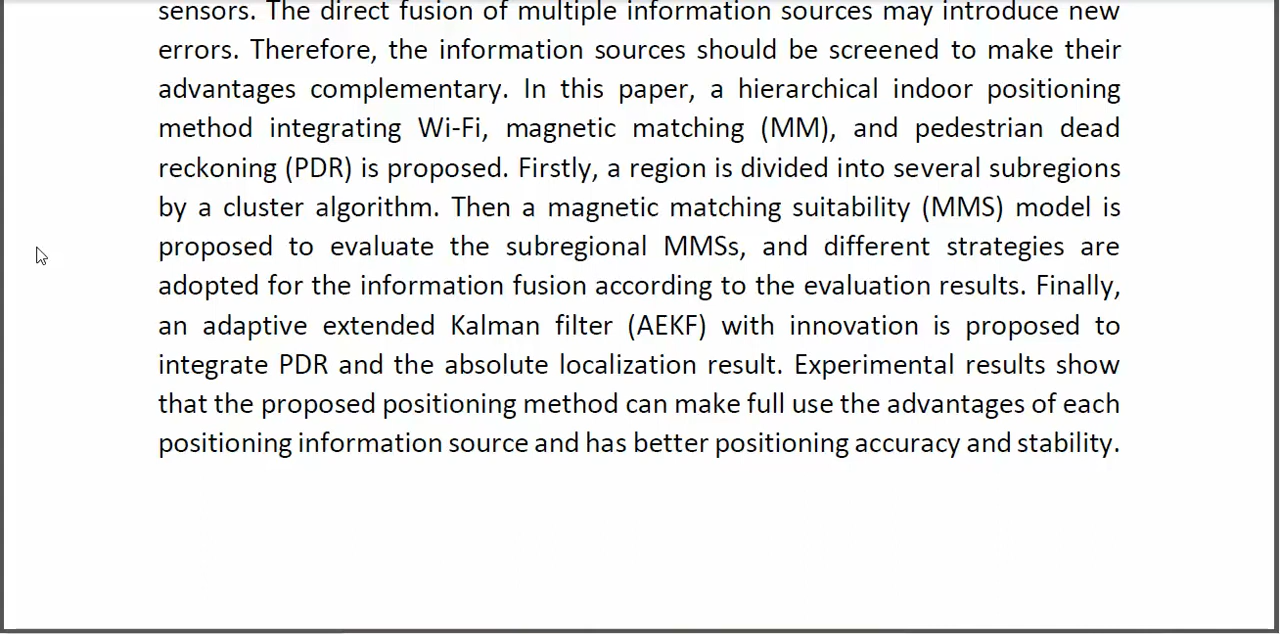 sensors. The direct fusion of multiple information sources may introduce new
errors. Therefore, the information sources should be screened to make their
advantages complementary. In this paper, a hierarchical indoor positioning
method integrating Wi-Fi, magnetic matching (MM), and pedestrian dead
reckoning (PDR) is proposed. Firstly, a region is divided into several subregions
by a cluster algorithm. Then a magnetic matching suitability (MMS) model is
proposed to evaluate the subregional MMSs, and different strategies are
adopted for the information fusion according to the evaluation results. Finally,
an adaptive extended Kalman filter (AEKF) with innovation is proposed to
integrate PDR and the absolute localization result. Experimental results show
that the proposed positioning method can make full use the advantages of each
positioning information source and has better positioning accuracy and stability.